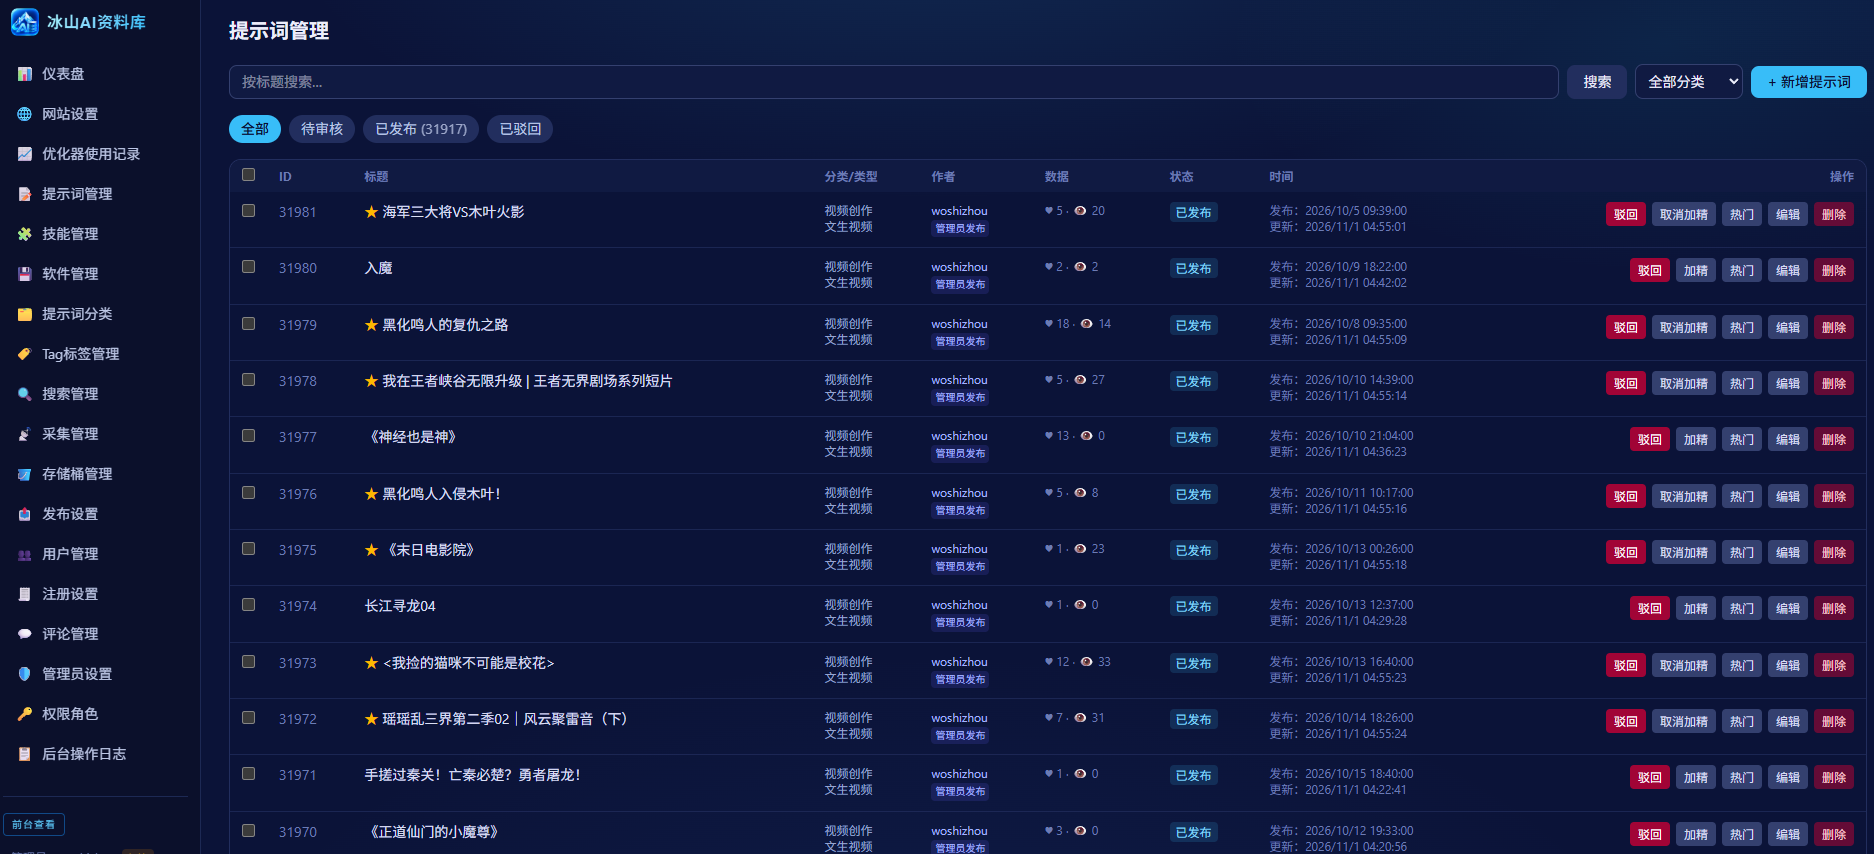 冰山AI资料库
仪表盘
网站设置
优化器使用记录
提示词管理
技能管理
软件管理
提示词分类
Tag标签管理
搜索管理
采集管理
存储桶管理
发布设置
用户管理
注册设置
评论管理
管理员设置
权限角色
后台操作日志
前台查看
提示词管理
按标题搜索... 搜索 全部分类 + 新增提示词
全部 待审核 已发布 (31917) 已驳回
ID 标题 分类/类型 作者 数据 状态 时间 操作
31981 ★ 海军三大将VS木叶火影 视频创作 woshizhou ♥ 5 · 20 已发布 发布：2026/10/5 09:39:00 驳回 取消加精 热门 编辑 删除
文生视频 管理员发布 更新：2026/11/1 04:55:01
31980 入魔 视频创作 woshizhou ♥ 2 · 2 已发布 发布：2026/10/9 18:22:00 驳回 加精 热门 编辑 删除
文生视频 管理员发布 更新：2026/11/1 04:42:02
31979 ★ 黑化鸣人的复仇之路 视频创作 woshizhou ♥ 18 · 14 已发布 发布：2026/10/8 09:35:00 驳回 取消加精 热门 编辑 删除
文生视频 管理员发布 更新：2026/11/1 04:55:09
31978 ★ 我在王者峡谷无限升级 | 王者无界剧场系列短片 视频创作 woshizhou ♥ 5 · 27 已发布 发布：2026/10/10 14:39:00 驳回 取消加精 热门 编辑 删除
文生视频 管理员发布 更新：2026/11/1 04:55:14
31977 《神经也是神》 视频创作 woshizhou ♥ 13 · 0 已发布 发布：2026/10/10 21:04:00 驳回 加精 热门 编辑 删除
文生视频 管理员发布 更新：2026/11/1 04:36:23
31976 ★ 黑化鸣人入侵木叶！ 视频创作 woshizhou ♥ 5 · 8 已发布 发布：2026/10/11 10:17:00 驳回 取消加精 热门 编辑 删除
文生视频 管理员发布 更新：2026/11/1 04:55:16
31975 ★ 《末日电影院》 视频创作 woshizhou ♥ 1 · 23 已发布 发布：2026/10/13 00:26:00 驳回 取消加精 热门 编辑 删除
文生视频 管理员发布 更新：2026/11/1 04:55:18
31974 长江寻龙04 视频创作 woshizhou ♥ 1 · 0 已发布 发布：2026/10/13 12:37:00 驳回 加精 热门 编辑 删除
文生视频 管理员发布 更新：2026/11/1 04:29:28
31973 ★ <我捡的猫咪不可能是校花> 视频创作 woshizhou ♥ 12 · 33 已发布 发布：2026/10/13 16:40:00 驳回 取消加精 热门 编辑 删除
文生视频 管理员发布 更新：2026/11/1 04:55:23
31972 ★ 瑶瑶乱三界第二季02｜风云聚雷音（下） 视频创作 woshizhou ♥ 7 · 31 已发布 发布：2026/10/14 18:26:00 驳回 取消加精 热门 编辑 删除
文生视频 管理员发布 更新：2026/11/1 04:55:24
31971 手搓过秦关！亡秦必楚？勇者屠龙！ 视频创作 woshizhou ♥ 1 · 0 已发布 发布：2026/10/15 18:40:00 驳回 加精 热门 编辑 删除
文生视频 管理员发布 更新：2026/11/1 04:22:41
31970 《正道仙门的小魔尊》 视频创作 woshizhou ♥ 3 · 0 已发布 发布：2026/10/12 19:33:00 驳回 加精 热门 编辑 删除
文生视频 管理员发布 更新：2026/11/1 04:20:56